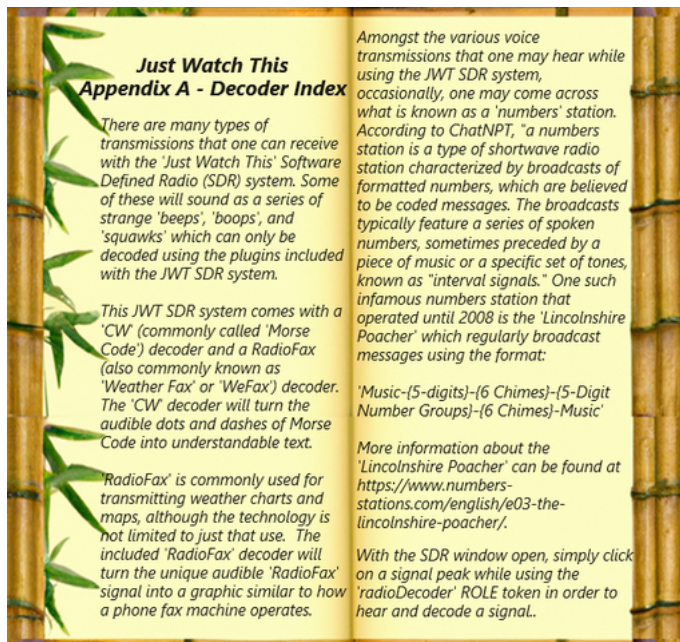 Just Watch This
Appendix A - Decoder Index
There are many types of
transmissions that one can receive
with the 'Just Watch This' Software
Defined Radio (SDR) system. Some
of these will sound as a series of
strange 'beeps', 'boops', and
'squawks' which can only be
decoded using the plugins included
with the JWT SDR system.
This JWT SDR system comes with a
'CW' (commonly called 'Morse
Code') decoder and a RadioFax
(also commonly known as
'Weather Fax' or 'WeFax') decoder.
The 'CW' decoder will turn the
audible dots and dashes of Morse
Code into understandable text.
'RadioFax' is commonly used for
transmitting weather charts and
maps, although the technology is
not limited to just that use.  The
included 'RadioFax' decoder will
turn the unique audible 'RadioFax'
signal into a graphic similar to how
a phone fax machine operates.
Amongst the various voice
transmissions that one may hear while
using the JWT SDR system,
occasionally, one may come across
what is known as a 'numbers' station.
According to ChatNPT, "a numbers
station is a type of shortwave radio
station characterized by broadcasts of
formatted numbers, which are believed
to be coded messages. The broadcasts
typically feature a series of spoken
numbers, sometimes preceded by a
piece of music or a specific set of tones,
known as "interval signals." One such
infamous numbers station that
operated until 2008 is the 'Lincolnshire
Poacher' which regularly broadcast
messages using the format:
'Music-{5-digits}-{6 Chimes}-{5-Digit
Number Groups}-{6 Chimes}-Music'
More information about the
'Lincolnshire Poacher' can be found at
https://www.numbers-
stations.com/english/e03-the-
lincolnshire-poacher/.
With the SDR window open, simply click
on a signal peak while using the
'radioDecoder' ROLE token in order to
hear and decode a signal..